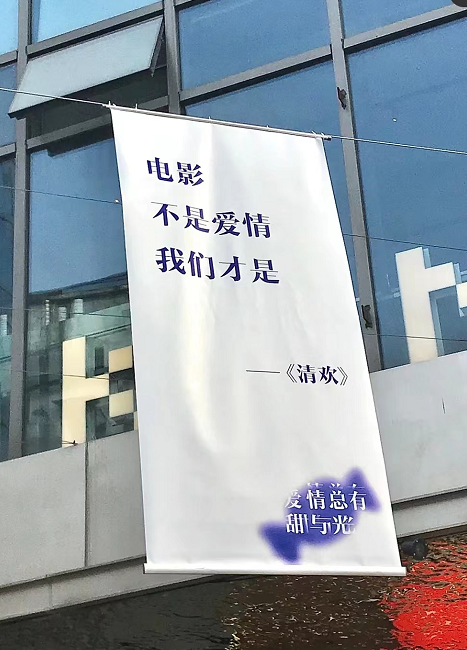 电影
不是爱情
我们才是
——《清欢》
爱情总有
甜与光